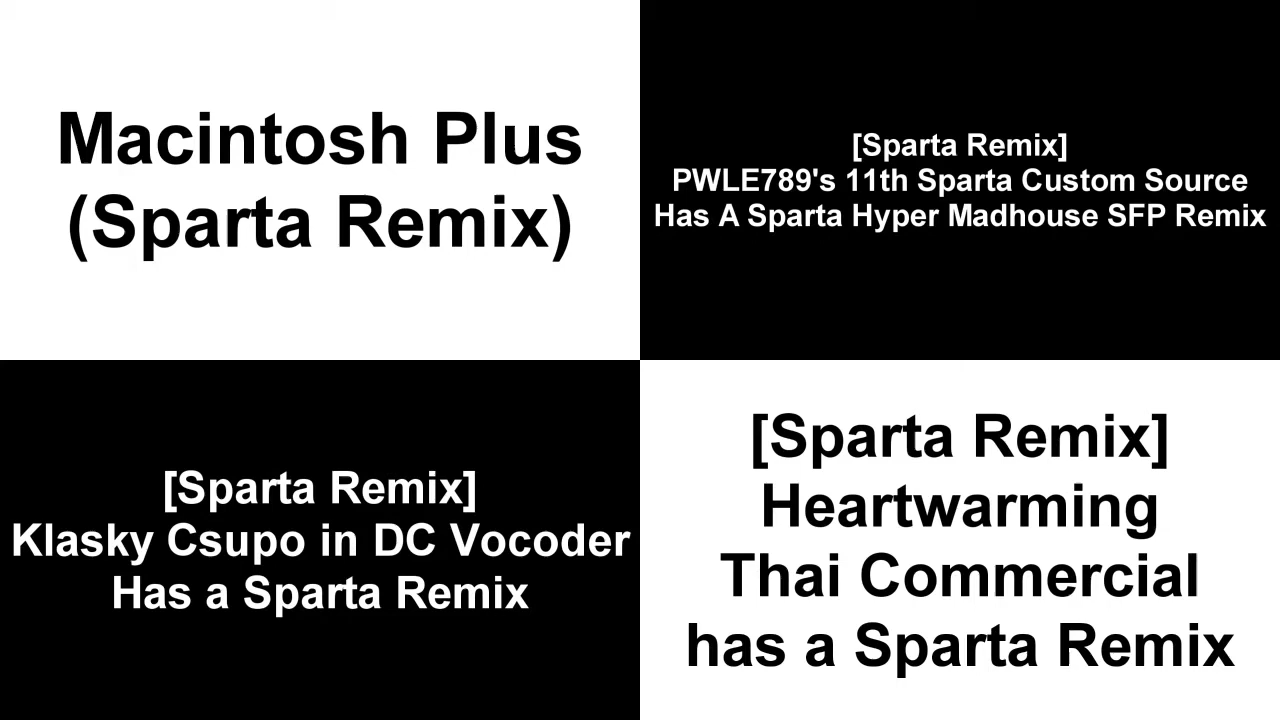 Macintosh Plus
(Sparta Remix)
[Sparta Remix]
PWLE789's 11th Sparta Custom Source
Has A Sparta Hyper Madhouse SFP Remix
[Sparta Remix]
Klasky Csupo in DC Vocoder
Has a Sparta Remix
[Sparta Remix]
Heartwarming
Thai Commercial
has a Sparta Remix